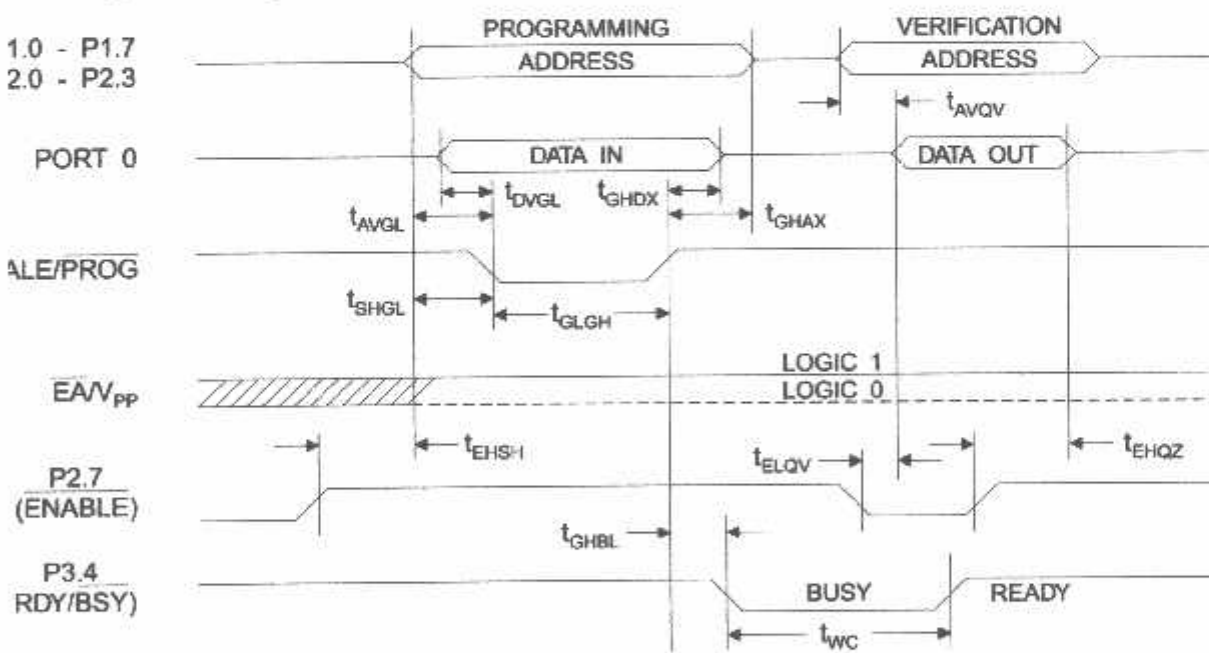 PROGRAMMING
VERIFICATION
1.0 - P1.7
2.0 - P2.3
ADDRESS
ADDRESS
tAVQV
PORT 0
DATA IN
DATA OUT
tDVGL
tGHDX
tAVGL
tGHAX
ALE/PROG
tSHGL
tGLGH
LOGIC 1
EA/VPP
LOGIC 0
tEHSH
tELQV
tEHQZ
P2.7
(ENABLE)
tGHBL
P3.4
RDY/BSY)
BUSY
READY
tWC